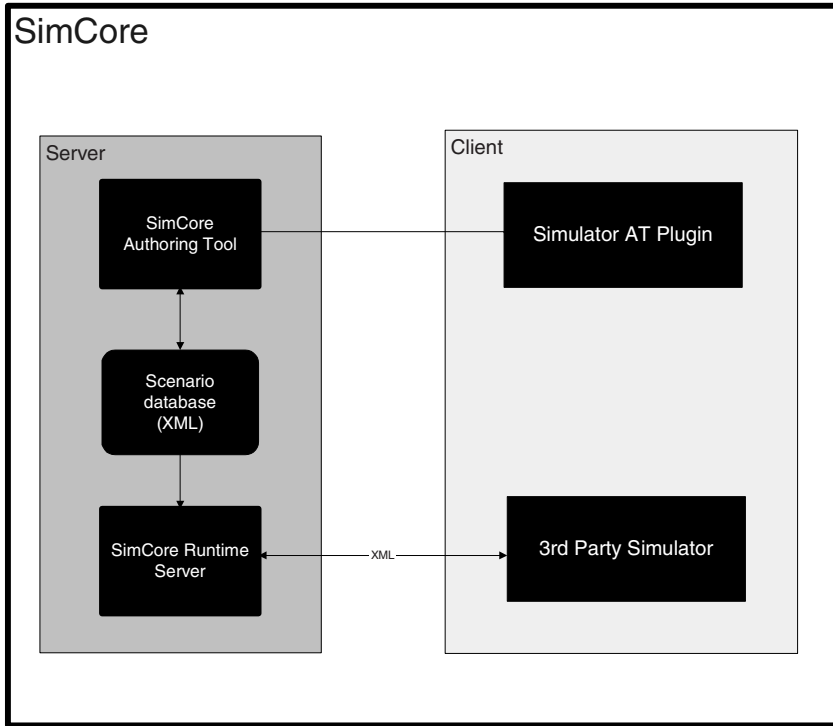 SimCore
Server
SimCore
Authoring Tool
Scenario
database
(XML)
SimCore Runtime
Server
XML
Client
Simulator AT Plugin
3rd Party Simulator